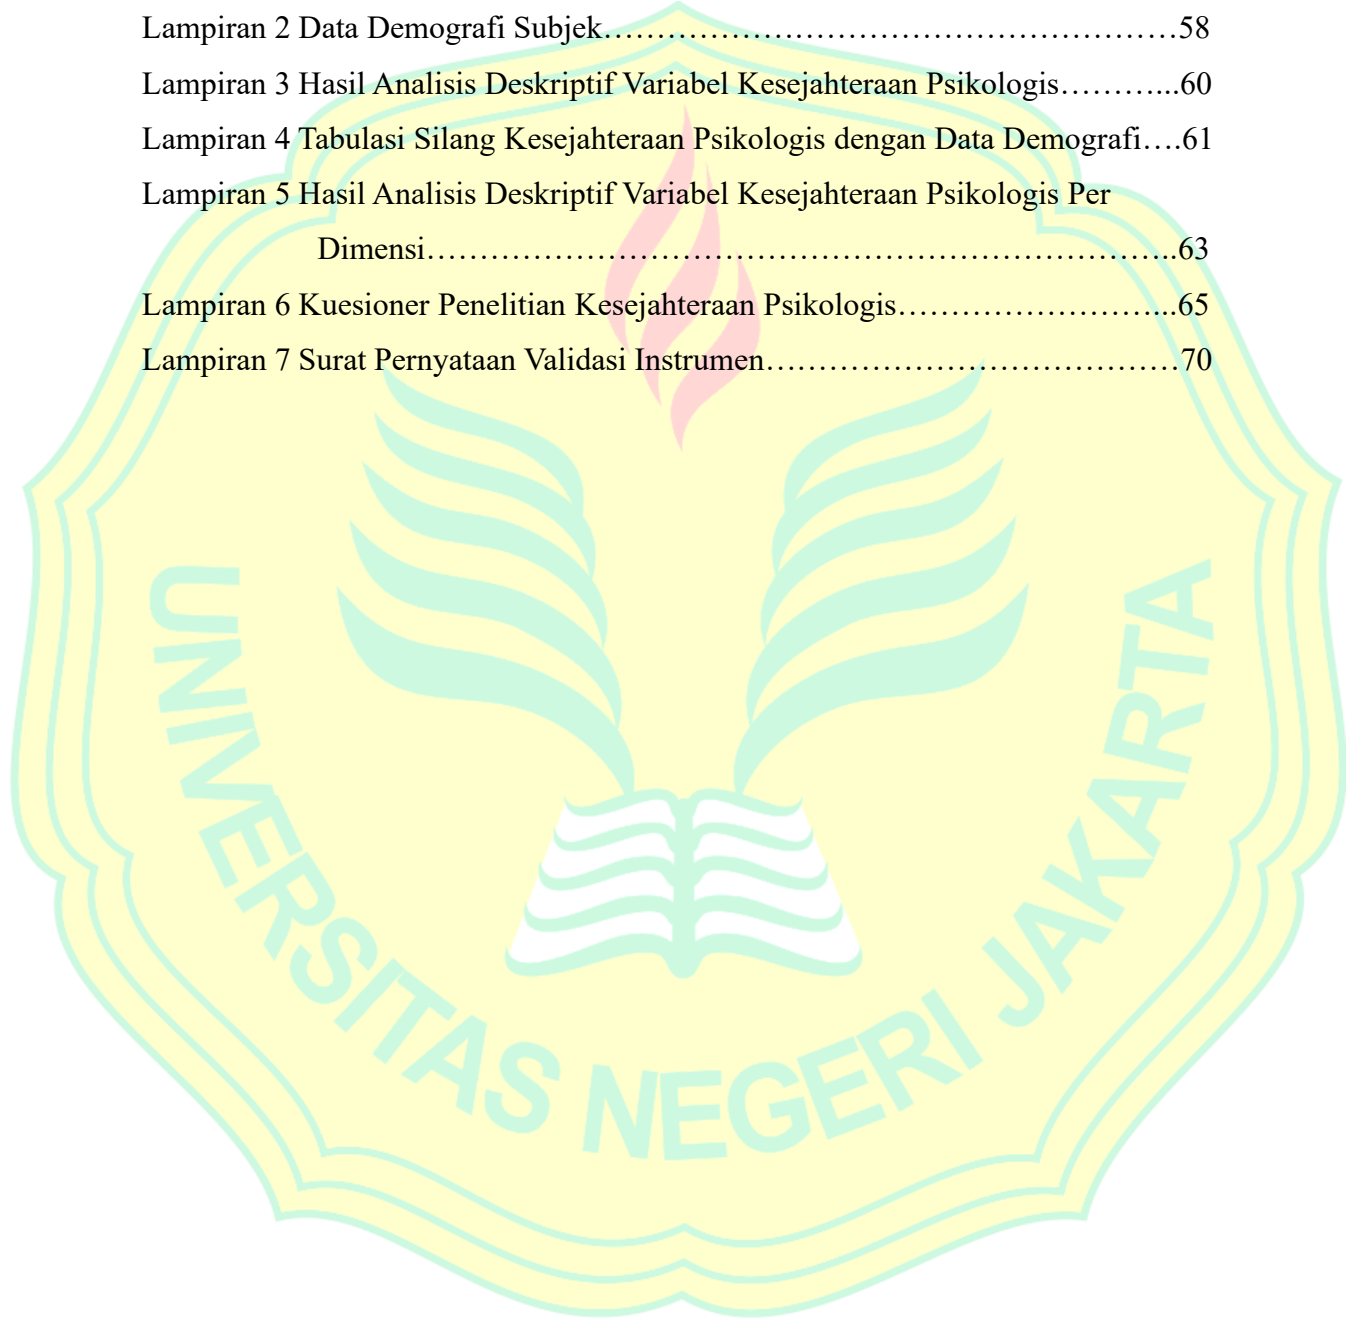 Lampiran 2 Data Demografi Subjek……………………………………………….58
Lampiran 3 Hasil Analisis Deskriptif Variabel Kesejahteraan Psikologis………...60
Lampiran 4 Tabulasi Silang Kesejahteraan Psikologis dengan Data Demografi….61
Lampiran 5 Hasil Analisis Deskriptif Variabel Kesejahteraan Psikologis Per
Dimensi……………………………………………………………..63
Lampiran 6 Kuesioner Penelitian Kesejahteraan Psikologis……………………...65
Lampiran 7 Surat Pernyataan Validasi Instrumen…………………………………70
UNIVERSITAS NEGERI JAKARTA